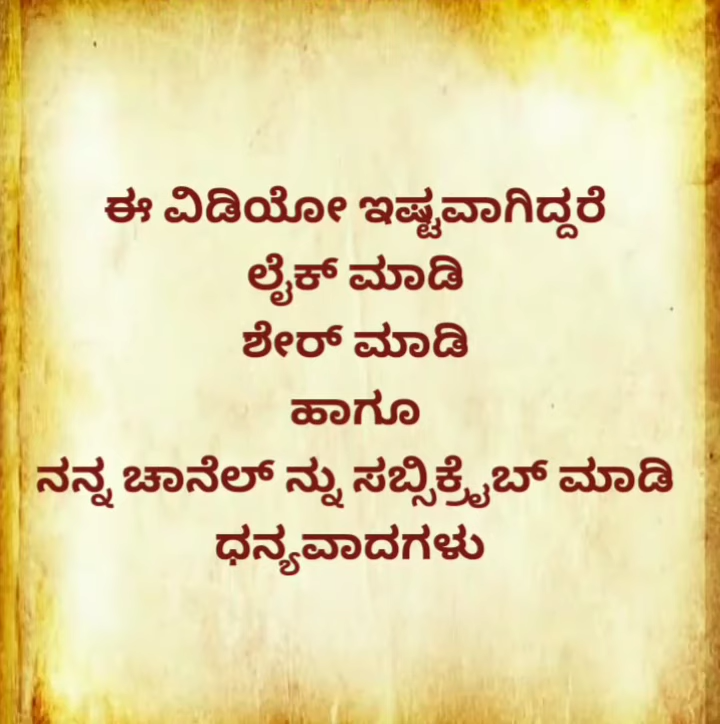 ಈ ವಿಡಿಯೋ ಇಷ್ಟವಾಗಿದ್ದರೆ
ಲೈಕ್ ಮಾಡಿ
ಶೇರ್ ಮಾಡಿ
ಹಾಗೂ
ನನ್ನ ಚಾನೆಲ್ ನ್ನು ಸಬ್ಸಿಕ್ರೈಬ್ ಮಾಡಿ
ಧನ್ಯವಾದಗಳು